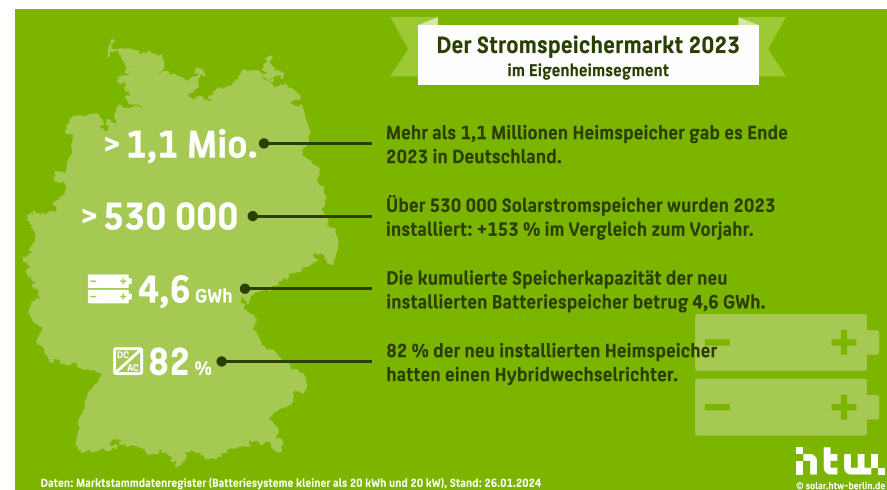 Der Stromspeichermarkt 2023
im Eigenheimsegment
> 1,1 Mio.
Mehr als 1,1 Millionen Heimspeicher gab es Ende
2023 in Deutschland.
> 530 000
Über 530 000 Solarstromspeicher wurden 2023
installiert: +153 % im Vergleich zum Vorjahr.
4,6 GWh
Die kumulierte Speicherkapazität der neu
installierten Batteriespeicher betrug 4,6 GWh.
DC
AC
82 %
82 % der neu installierten Heimspeicher
hatten einen Hybridwechselrichter.
htw.
Daten: Marktstammdatenregister (Batteriesysteme kleiner als 20 kWh und 20 kW), Stand: 26.01.2024
© solar.htw-berlin.de